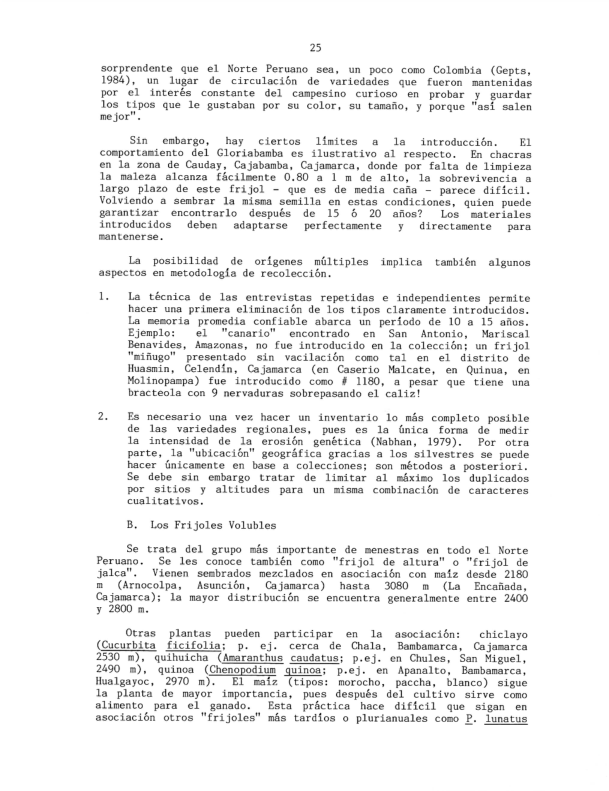 25
sorprendente que el Norte Peruano sea, un poco como Colombia (Gepts,
1984), un lugar de circulación de variedades que fueron mantenidas
por el interés constante del campesino curioso en probar y guardar
los tipos que le gustaban por su color, su tamaño, y porque "así salen
mejor".
Sin embargo, hay ciertos límites a la introducción. El
comportamiento del Gloriabamba es ilustrativo al respecto. En chacras
en la zona de Cauday, Cajabamba, Cajamarca, donde por falta de limpieza
la maleza alcanza fácilmente 0.80 a 1 m de alto, la sobrevivencia a
largo plazo de este frijol - que es de media caña - parece difícil.
Volviendo a sembrar la misma semilla en estas condiciones, quien puede
garantizar encontrarlo después de 15 ó 20 años? Los materiales
introducidos deben adaptarse perfectamente y directamente para
mantenerse.
La posibilidad de orígenes múltiples implica también algunos
aspectos en metodología de recolección.
1. La técnica de las entrevistas repetidas e independientes permite
hacer una primera eliminación de los tipos claramente introducidos.
La memoria promedia confiable abarca un período de 10 a 15 años.
Ejemplo: el "canario" encontrado en San Antonio, Mariscal
Benavides, Amazonas, no fue introducido en la colección; un frijol
"miñugo" presentado sin vacilación como tal en el distrito de
Huasmin, Celendín, Cajamarca (en Caserio Malcate, en Quinua, en
Molinopampa) fue introducido como # 1180, a pesar que tiene una
bracteola con 9 nervaduras sobrepasando el caliz!
2. Es necesario una vez hacer un inventario lo más completo posible
de las variedades regionales, pues es la única forma de medir
la intensidad de la erosión genética (Nabhan, 1979). Por otra
parte, la "ubicación" geográfica gracias a los silvestres se puede
hacer únicamente en base a colecciones; son métodos a posteriori.
Se debe sin embargo tratar de limitar al máximo los duplicados
por sitios y altitudes para un misma combinación de caracteres
cualitativos.
B. Los Frijoles Volubles
Se trata del grupo más importante de menestras en todo el Norte
Peruano. Se les conoce también como "frijol de altura" o "frijol de
jalca". Vienen sembrados mezclados en asociación con maíz desde 2180
m (Arnocolpa, Asunción, Cajamarca) hasta 3080 m (La Encañada,
Cajamarca); la mayor distribución se encuentra generalmente entre 2400
y 2800 m.
Otras plantas pueden participar en la asociación: chiclayo
(Cucurbita ficifolia; p. ej. cerca de Chala, Bambamarca, Cajamarca
2530 m), quihuicha (Amaranthus caudatus; p.ej. en Chules, San Miguel,
2490 m), quinoa (Chenopodium quinoa; p.ej. en Apanalto, Bambamarca,
Hualgayoc, 2970 m). El maíz (tipos: morocho, paccha, blanco) sigue
la planta de mayor importancia, pues después del cultivo sirve como
alimento para el ganado. Esta práctica hace difícil que sigan en
asociación otros "frijoles" más tardíos o plurianuales como P. lunatus